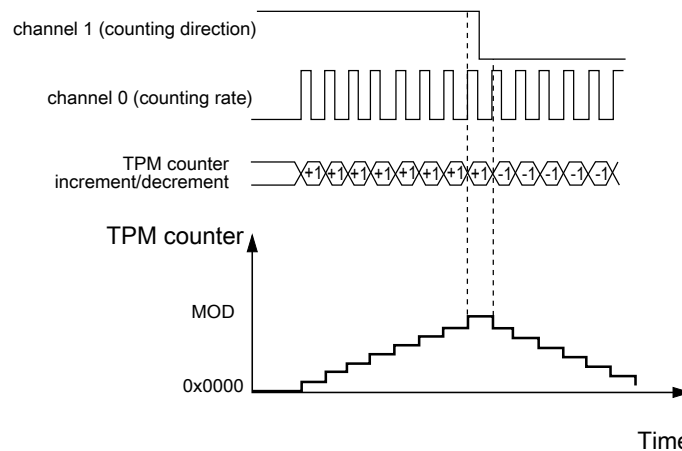 channel 1 (counting direction)
channel 0 (counting rate)
TPM counter
increment/decrement
+1 +1 +1 +1 +1 +1 +1 +1 -1 -1 -1 -1 -1
TPM counter
MOD
0x0000
Time